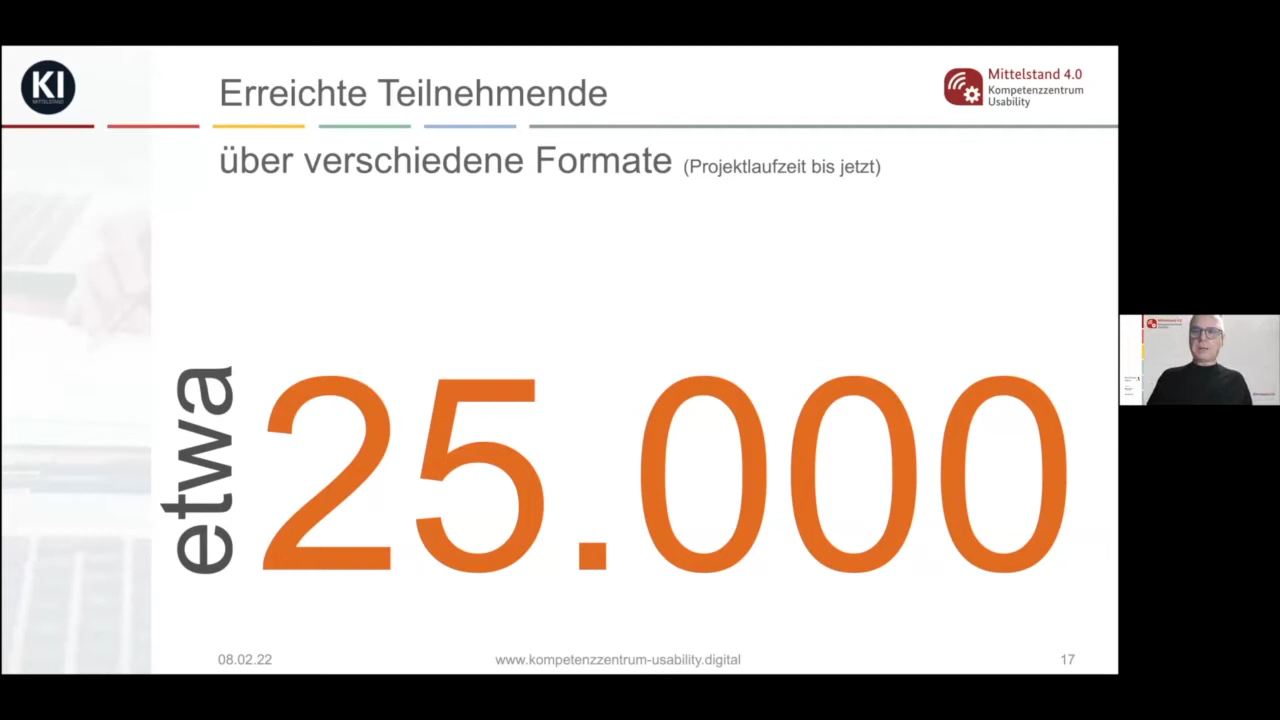 KI
MITTELSTAND
Erreichte Teilnehmende
Mittelstand 4.0
Kompetenzzentrum
Usability
über verschiedene Formate (Projektlaufzeit bis jetzt)
etwa
25.000
08.02.22
www.kompetenzzentrum-usability.digital
17